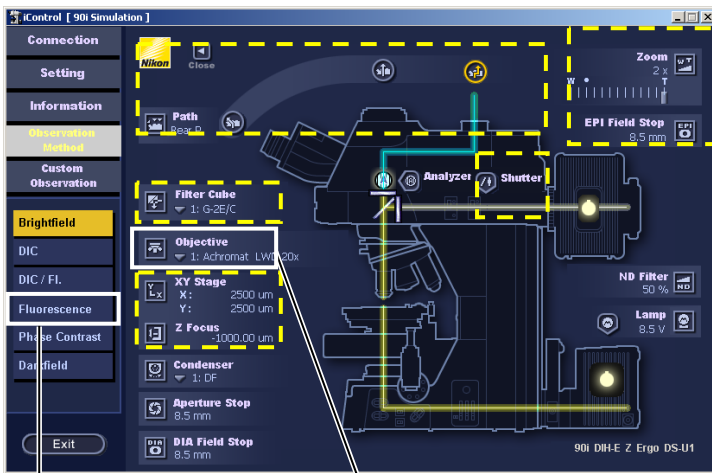 iControl [ 90i Simulation ]
Connection
Setting
Information
Observation
Method
Custom
Observation
Brightfield
DIC
DIC / Fl.
Fluorescence
Phase Contrast
Darkfield
Exit
Nikon
Close
Path
Rear P
Filter Cube
1: G-2E/C
Objective
1: Achromat LWD 20x
XY Stage
X: 2500 um
Y: 2500 um
Z Focus
-1000.00 um
Condenser
1: DF
Aperture Stop
8.5 mm
DIA
DIA Field Stop
8.5 mm
Analyzer
Shutter
Zoom
2 x
W T
W T
EPI Field Stop
8.5 mm
EPI
ND Filter
50 %
ND
Lamp
8.5 V
90i DIH-E Z Ergo DS-U1